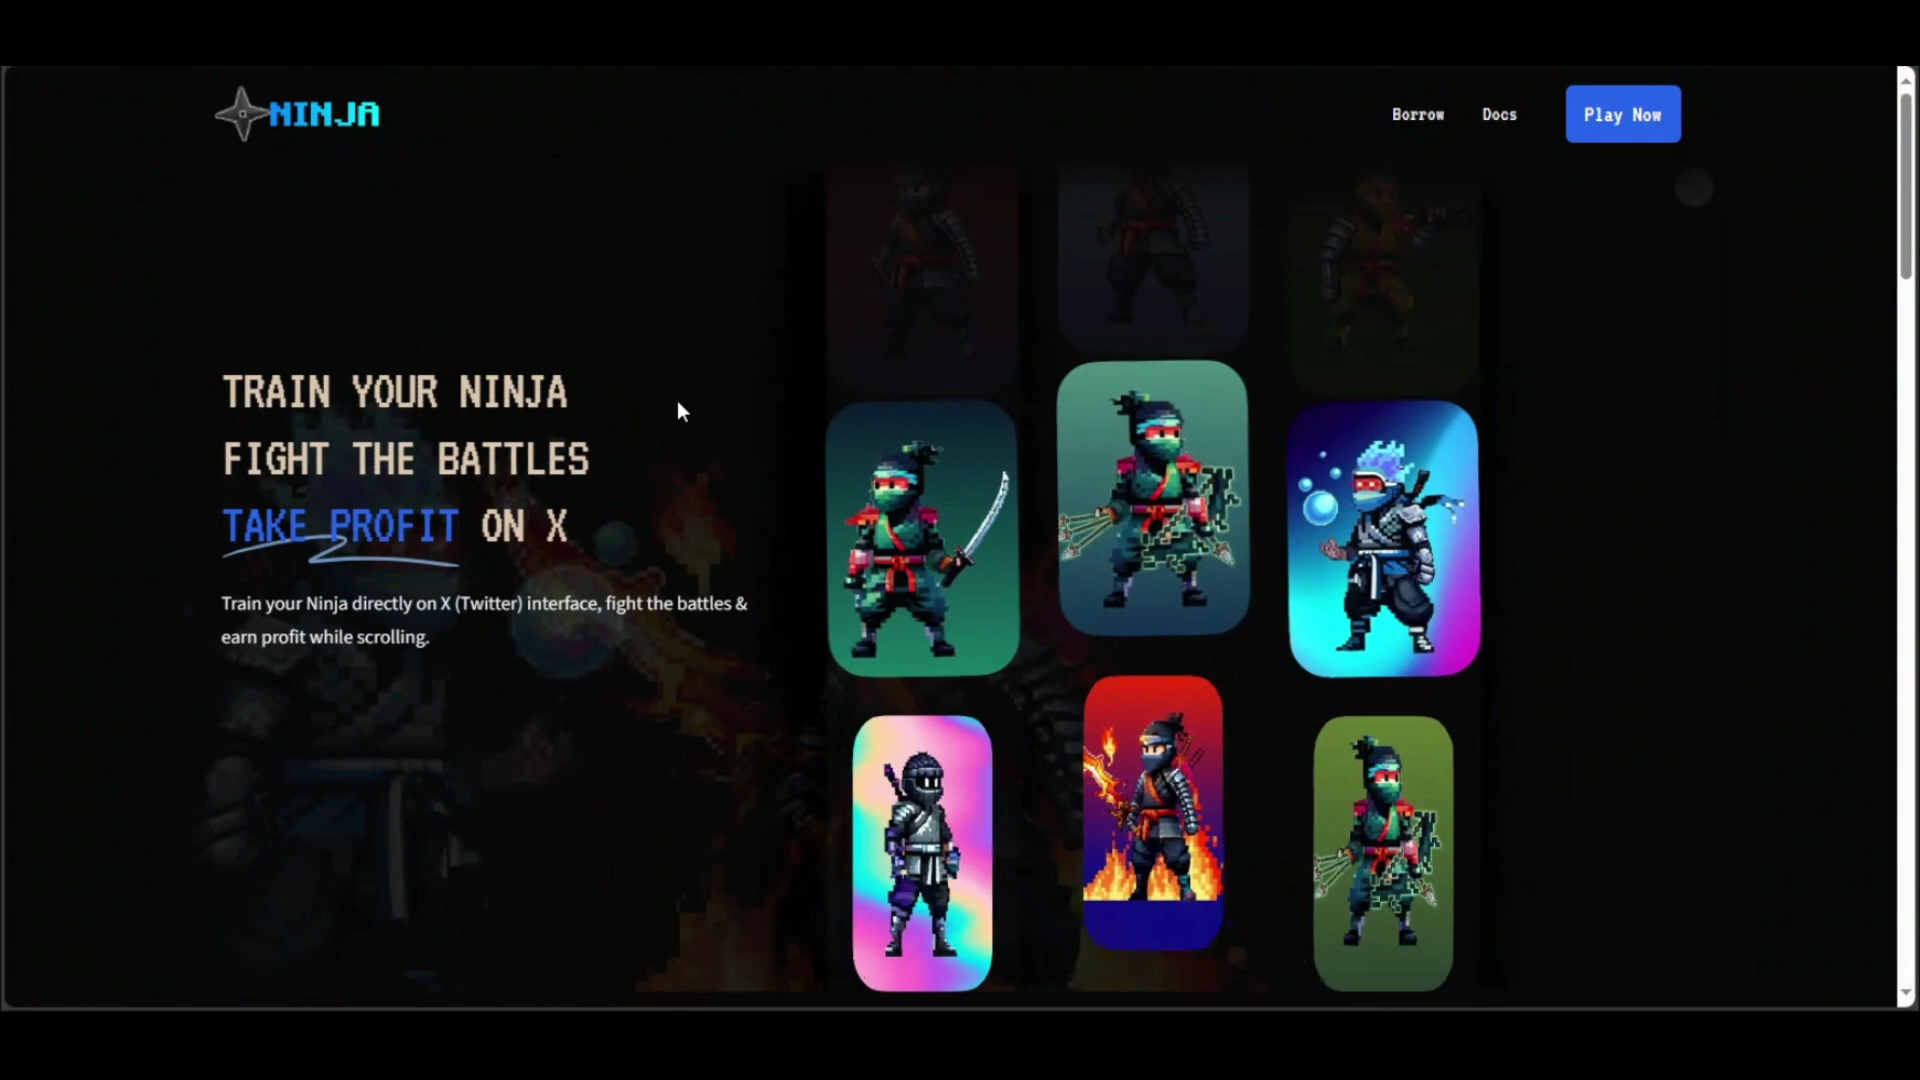 NINJA
Borrow
Docs
Play Now
TRAIN YOUR NINJA
FIGHT THE BATTLES
TAKE PROFIT ON X
Train your Ninja directly on X (Twitter) interface, fight the battles &
earn profit while scrolling.